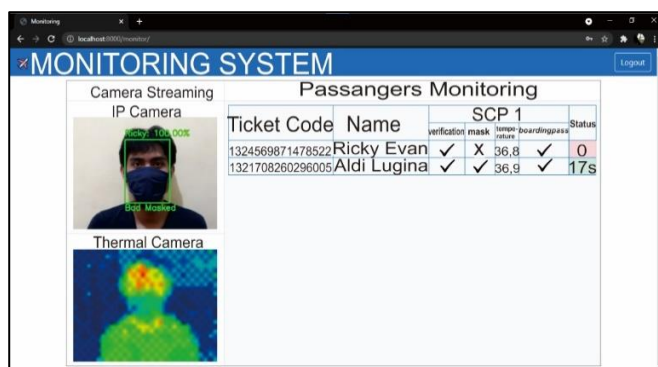 Monitoring
localhost:8000/monitor/
MONITORING SYSTEM
Logout
Camera Streaming
IP Camera
Ricky: 100.00%
Bad Masked
Thermal Camera
Passangers Monitoring
Ticket Code Name SCP 1 Status
verification mask tempe-rature boardingpass
1324569871478522 Ricky Evan ✓ X 36,8 ✓ 0
1321708260296005 Aldi Lugina ✓ ✓ 36,9 ✓ 17s